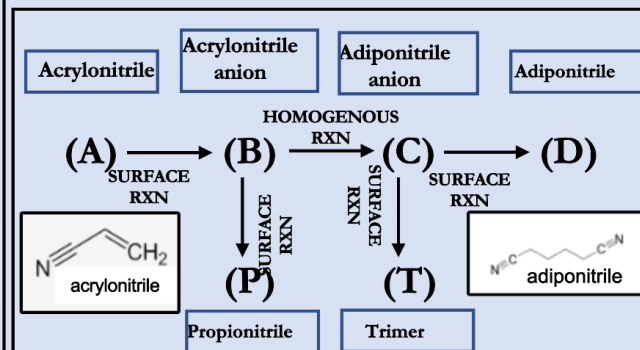 Acrylonitrile
Acrylonitrile
anion
Adiponitrile
anion
Adiponitrile
HOMOGENOUS
RXN
(A)
(B)
(C)
(D)
SURFACE
RXN
SURFACE
RXN
SURFACE
RXN
SURFACE
RXN
(P)
(T)
N
CH2
acrylonitrile
N
C
C
N
adiponitrile
Propionitrile
Trimer